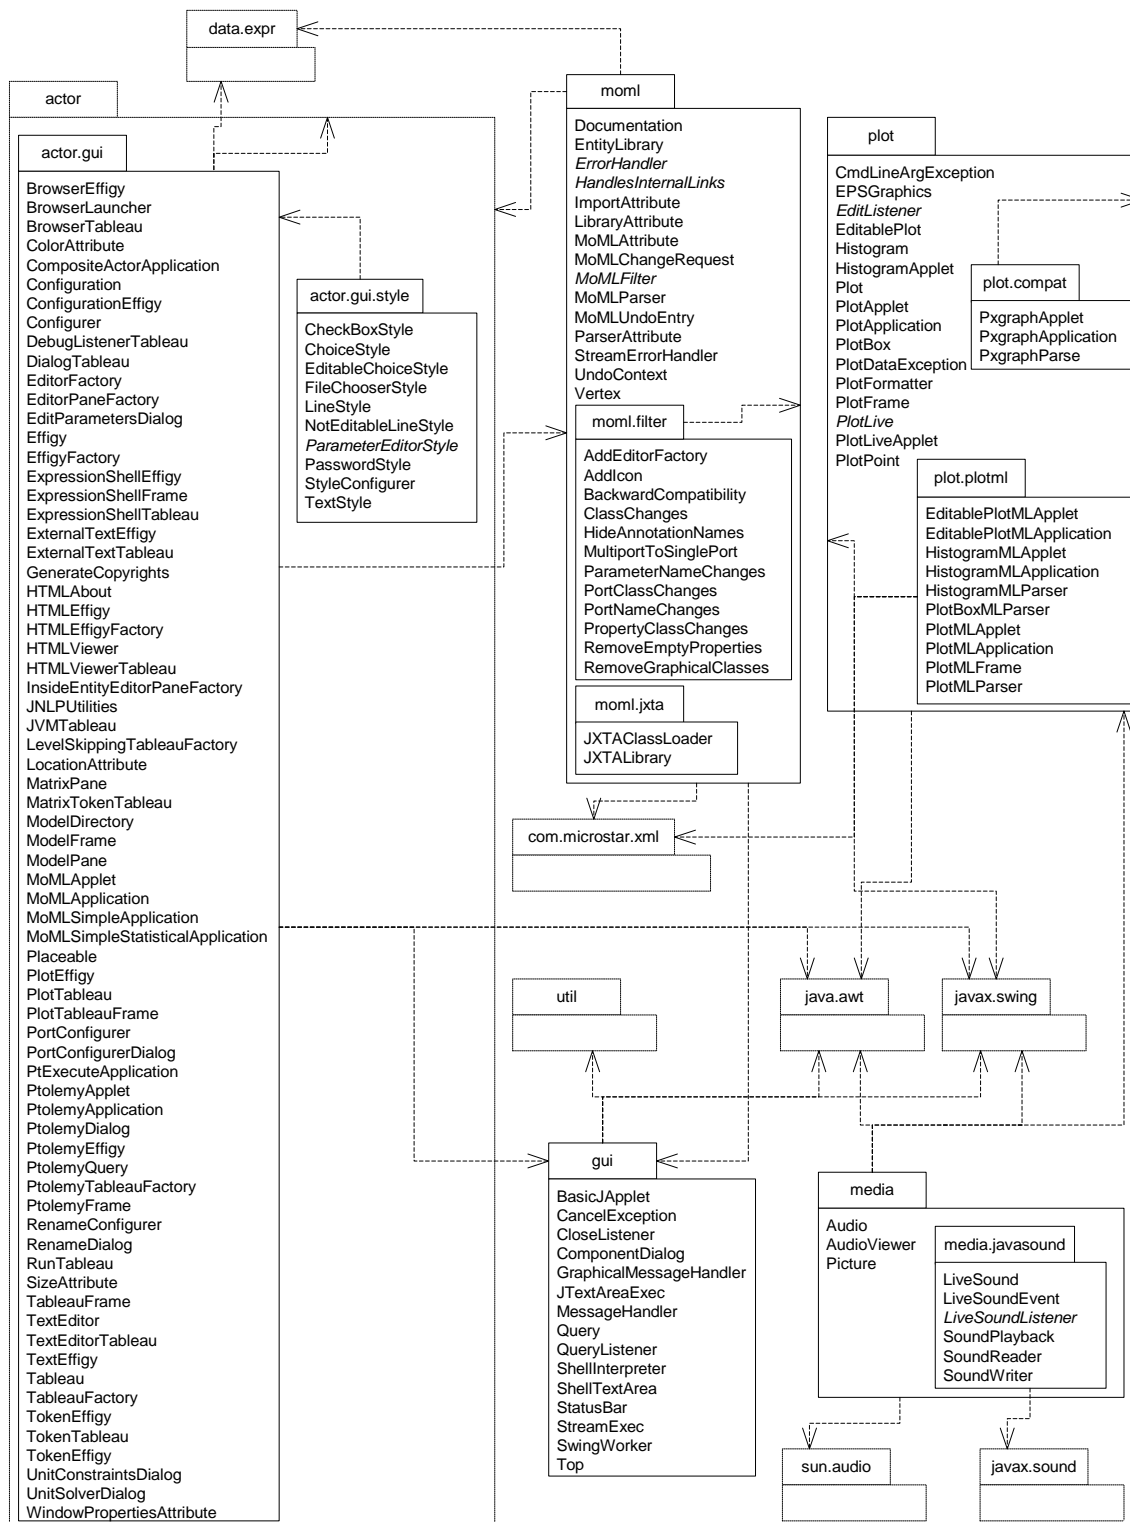 data.expr
actor
actor.gui
BrowserEffigy
BrowserLauncher
BrowserTableau
ColorAttribute
CompositeActorApplication
Configuration
ConfigurationEffigy
Configurer
DebugListenerTableau
DialogTableau
EditorFactory
EditorPaneFactory
EditParametersDialog
Effigy
EffigyFactory
ExpressionShellEffigy
ExpressionShellFrame
ExpressionShellTableau
ExternalTextEffigy
ExternalTextTableau
GenerateCopyrights
HTMLAbout
HTMLEffigy
HTMLEffigyFactory
HTMLViewer
HTMLViewerTableau
InsideEntityEditorPaneFactory
JNLPUtilities
JVMTableau
LevelSkippingTableauFactory
LocationAttribute
MatrixPane
MatrixTokenTableau
ModelDirectory
ModelFrame
ModelPane
MoMLApplet
MoMLApplication
MoMLSimpleApplication
MoMLSimpleStatisticalApplication
Placeable
PlotEffigy
PlotTableau
PlotTableauFrame
PortConfigurer
PortConfigurerDialog
PtExecuteApplication
PtolemyApplet
PtolemyApplication
PtolemyDialog
PtolemyEffigy
PtolemyQuery
PtolemyTableauFactory
PtolemyFrame
RenameConfigurer
RenameDialog
RunTableau
SizeAttribute
TableauFrame
TextEditor
TextEditorTableau
TextEffigy
Tableau
TableauFactory
TokenEffigy
TokenTableau
TokenEffigy
UnitConstraintsDialog
UnitSolverDialog
WindowPropertiesAttribute
actor.gui.style
CheckBoxStyle
ChoiceStyle
EditableChoiceStyle
FileChooserStyle
LineStyle
NotEditableLineStyle
ParameterEditorStyle
PasswordStyle
StyleConfigurer
TextStyle
moml
Documentation
EntityLibrary
ErrorHandler
HandlesInternalLinks
ImportAttribute
LibraryAttribute
MoMLAttribute
MoMLChangeRequest
MoMLFilter
MoMLParser
MoMLUndoEntry
ParserAttribute
StreamErrorHandler
UndoContext
Vertex
moml.filter
AddEditorFactory
AddIcon
BackwardCompatibility
ClassChanges
HideAnnotationNames
MultiportToSinglePort
ParameterNameChanges
PortClassChanges
PortNameChanges
PropertyClassChanges
RemoveEmptyProperties
RemoveGraphicalClasses
moml.jxta
JXTAClassLoader
JXTALibrary
plot
CmdLineArgException
EPSGraphics
EditListener
EditablePlot
Histogram
HistogramApplet
Plot
PlotApplet
PlotApplication
PlotBox
PlotDataException
PlotFormatter
PlotFrame
PlotLive
PlotLiveApplet
PlotPoint
plot.compat
PxgraphApplet
PxgraphApplication
PxgraphParse
plot.plotml
EditablePlotMLApplet
EditablePlotMLApplication
HistogramMLApplet
HistogramMLApplication
HistogramMLParser
PlotBoxMLParser
PlotMLApplet
PlotMLApplication
PlotMLFrame
PlotMLParser
com.microstar.xml
util
java.awt
javax.swing
gui
BasicJApplet
CancelException
CloseListener
ComponentDialog
GraphicalMessageHandler
JTextAreaExec
MessageHandler
Query
QueryListener
ShellInterpreter
ShellTextArea
StatusBar
StreamExec
SwingWorker
Top
media
Audio
AudioViewer
Picture
media.javasound
LiveSound
LiveSoundEvent
LiveSoundListener
SoundPlayback
SoundReader
SoundWriter
sun.audio
javax.sound